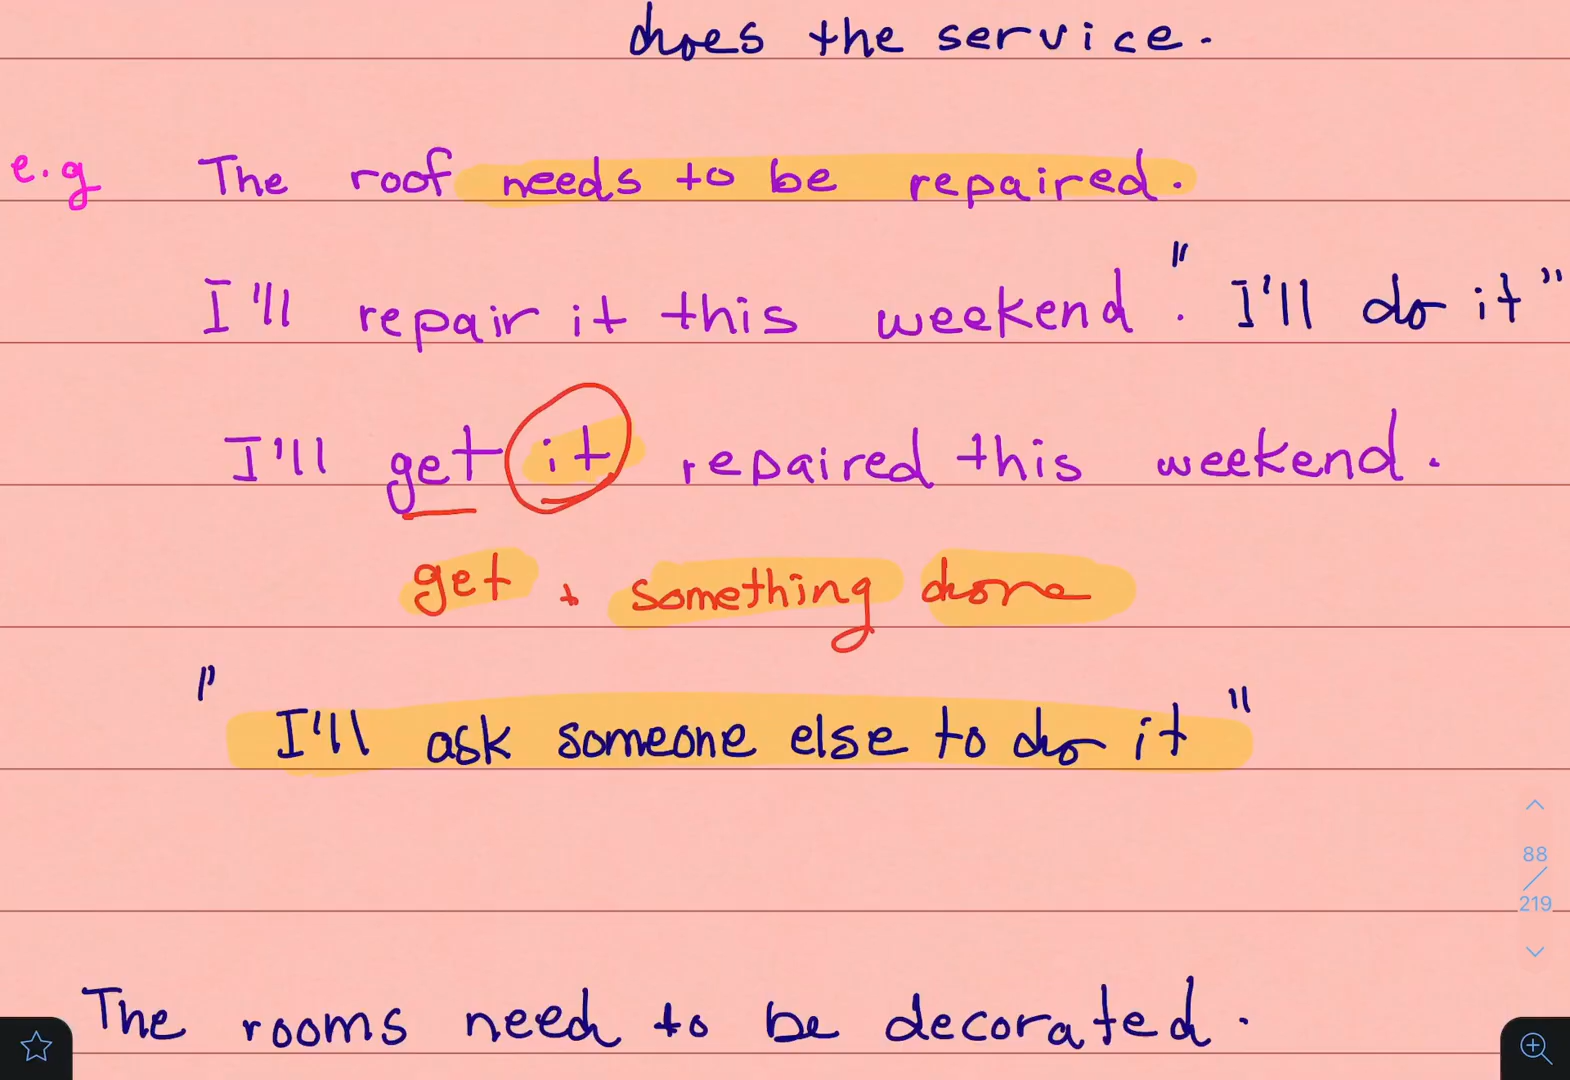 does the service.
e.g The roof needs to be repaired.
I'll repair it this weekend. "I'll do it"
I'll get it repaired this weekend.
get + something done
"I'll ask someone else to do it"
88
/
219
The rooms need to be decorated.